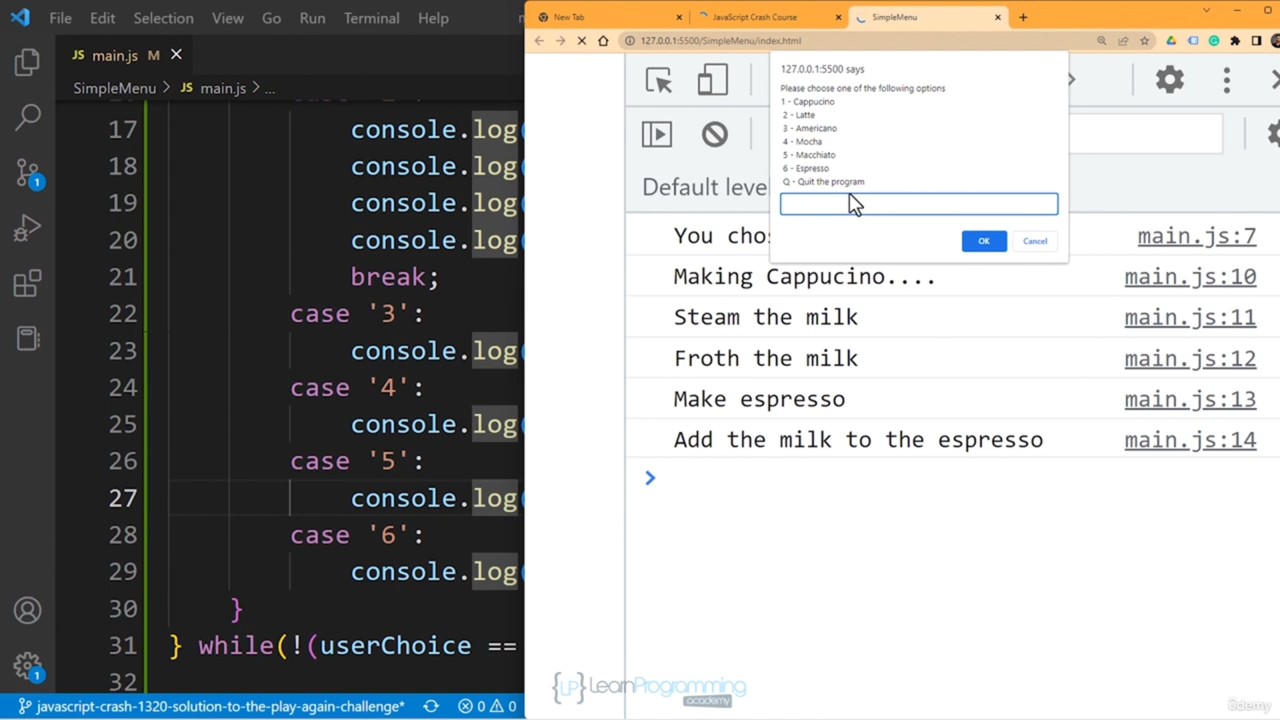 File Edit Selection View Go Run Terminal Help
JS main.js M
SimpleMenu > JS main.js > ...
17 console.log
18 console.log
19 console.log
20 console.log
21 break;
22 case '3':
23 console.log
24 case '4':
25 console.log
26 case '5':
27 console.log
28 case '6':
29 console.log
30 }
31 } while(!(userChoice ==
32
1
1
javascript-crash-1320-solution-to-the-play-again-challenge* 0 0
New Tab JavaScript Crash Course SimpleMenu
127.0.0.1:5500/SimpleMenu/index.html
127.0.0.1:5500 says
Please choose one of the following options
1 - Cappucino
2 - Latte
3 - Americano
4 - Mocha
5 - Macchiato
6 - Espresso
Q - Quit the program
OK Cancel
Default leve
You chos main.js:7
Making Cappucino.... main.js:10
Steam the milk main.js:11
Froth the milk main.js:12
Make espresso main.js:13
Add the milk to the espresso main.js:14
{LP} LearnProgramming
academy
ûdemy